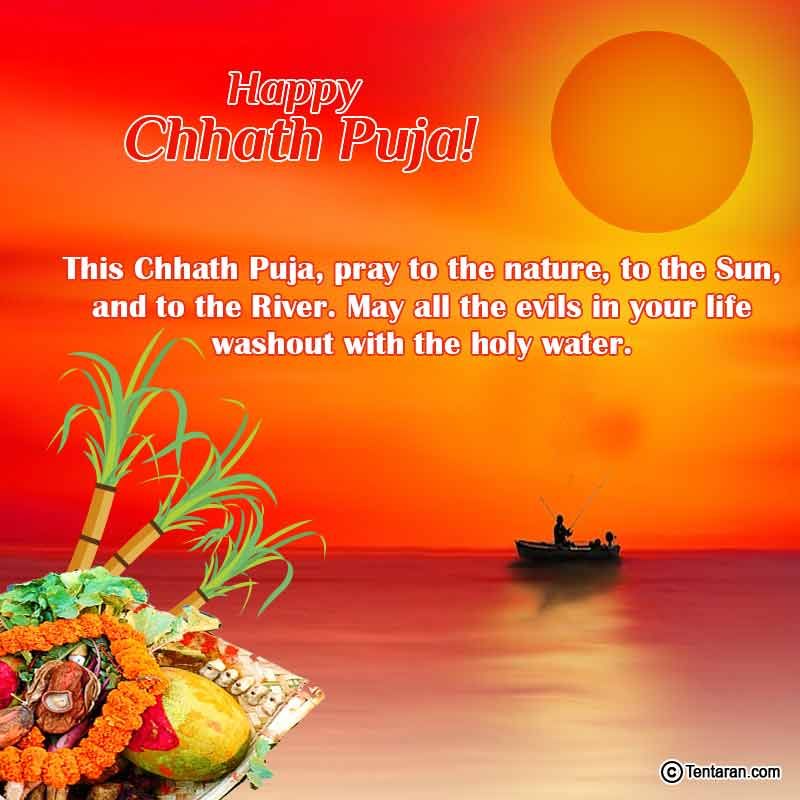 Happy
Chhath Puja!
This Chhath Puja, pray to the nature, to the Sun,
and to the River. May all the evils in your life
washout with the holy water.
© Tentaran.com